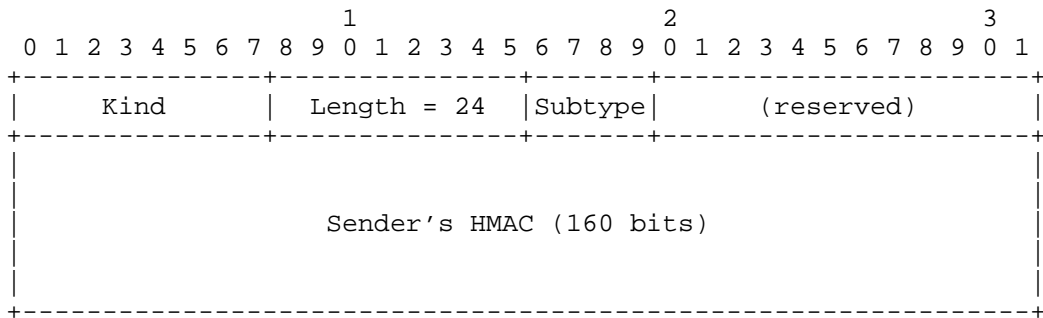 1                   2                   3
 0 1 2 3 4 5 6 7 8 9 0 1 2 3 4 5 6 7 8 9 0 1 2 3 4 5 6 7 8 9 0 1
+---------------+---------------+-------+-----------------------+
|     Kind      |  Length = 24  |Subtype|      (reserved)       |
+---------------+---------------+-------+-----------------------+
|                                                               |
|                                                               |
|                   Sender's HMAC (160 bits)                    |
|                                                               |
|                                                               |
+---------------------------------------------------------------+